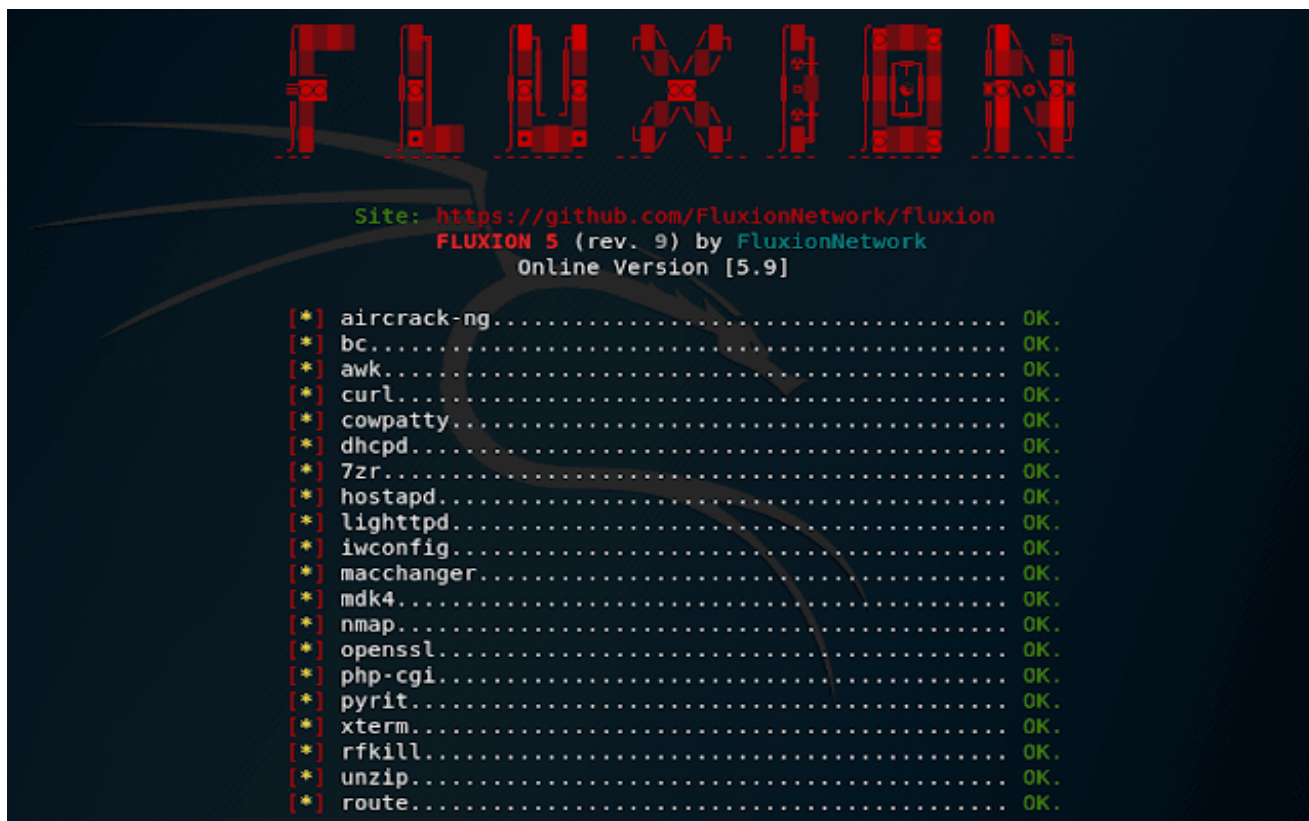 FLUXION
Site: https://github.com/FluxionNetwork/fluxion
FLUXION 5 (rev. 9) by FluxionNetwork
Online Version [5.9]
[*] aircrack-ng....................................... OK.
[*] bc................................................ OK.
[*] awk............................................... OK.
[*] curl.............................................. OK.
[*] cowpatty.......................................... OK.
[*] dhcpd............................................. OK.
[*] 7zr............................................... OK.
[*] hostapd........................................... OK.
[*] lighttpd.......................................... OK.
[*] iwconfig.......................................... OK.
[*] macchanger........................................ OK.
[*] mdk4.............................................. OK.
[*] nmap.............................................. OK.
[*] openssl........................................... OK.
[*] php-cgi........................................... OK.
[*] pyrit............................................. OK.
[*] xterm............................................. OK.
[*] rfkill............................................ OK.
[*] unzip............................................. OK.
[*] route............................................. OK.